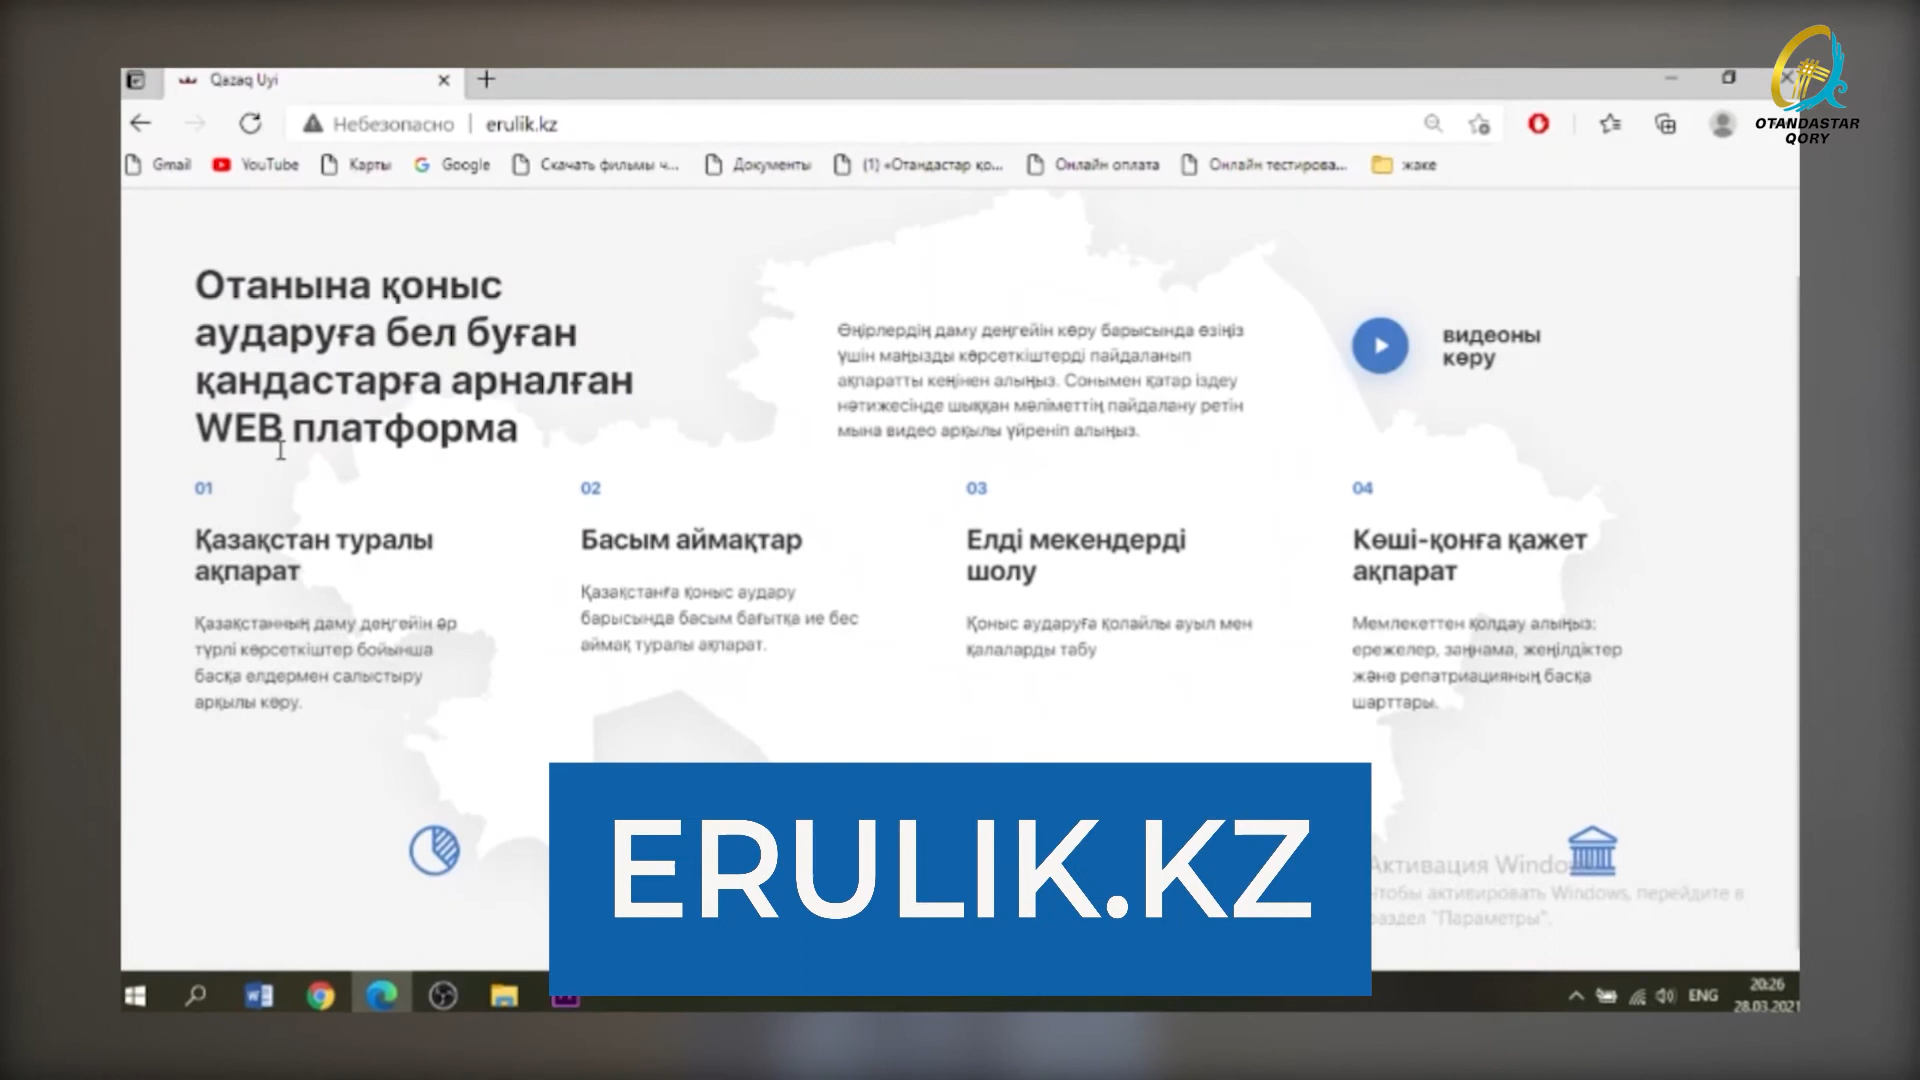 OTANDASTAR
QORY
Qazaq Uyi
Небезопасно | erulik.kz
Gmail YouTube Карты Google Скачать фильмы ч... Документы (1) «Отандастар қо... Онлайн оплата Онлайн тестирова... жаке
Отанына қоныс
аударуға бел буған
қандастарға арналған
WEB платформа
Өңірлердің даму деңгейін көру барысында өзіңіз
үшін маңызды көрсеткіштерді пайдаланып
ақпаратты кеңінен алыңыз. Сонымен қатар іздеу
нәтижесінде шыққан мәліметтің пайдалану ретін
мына видео арқылы үйреніп алыңыз.
видеоны
көру
01
Қазақстан туралы
ақпарат
Қазақстанның даму деңгейін әр
түрлі көрсеткіштер бойынша
басқа елдермен салыстыру
арқылы көру.
02
Басым аймақтар
Қазақстанға қоныс аудару
барысында басым бағытқа ие бес
аймақ туралы ақпарат.
03
Елді мекендерді
шолу
Қоныс аударуға қолайлы ауыл мен
қалаларды табу
04
Көші-қонға қажет
ақпарат
Мемлекеттен қолдау алыңыз:
ережелер, заңнама, жеңілдіктер
және репатриацияның басқа
шарттары.
ERULIK.KZ
Активация Windo
Чтобы активировать Windows, перейдите в
раздел "Параметры".
ENG
20:26
28.03.2021